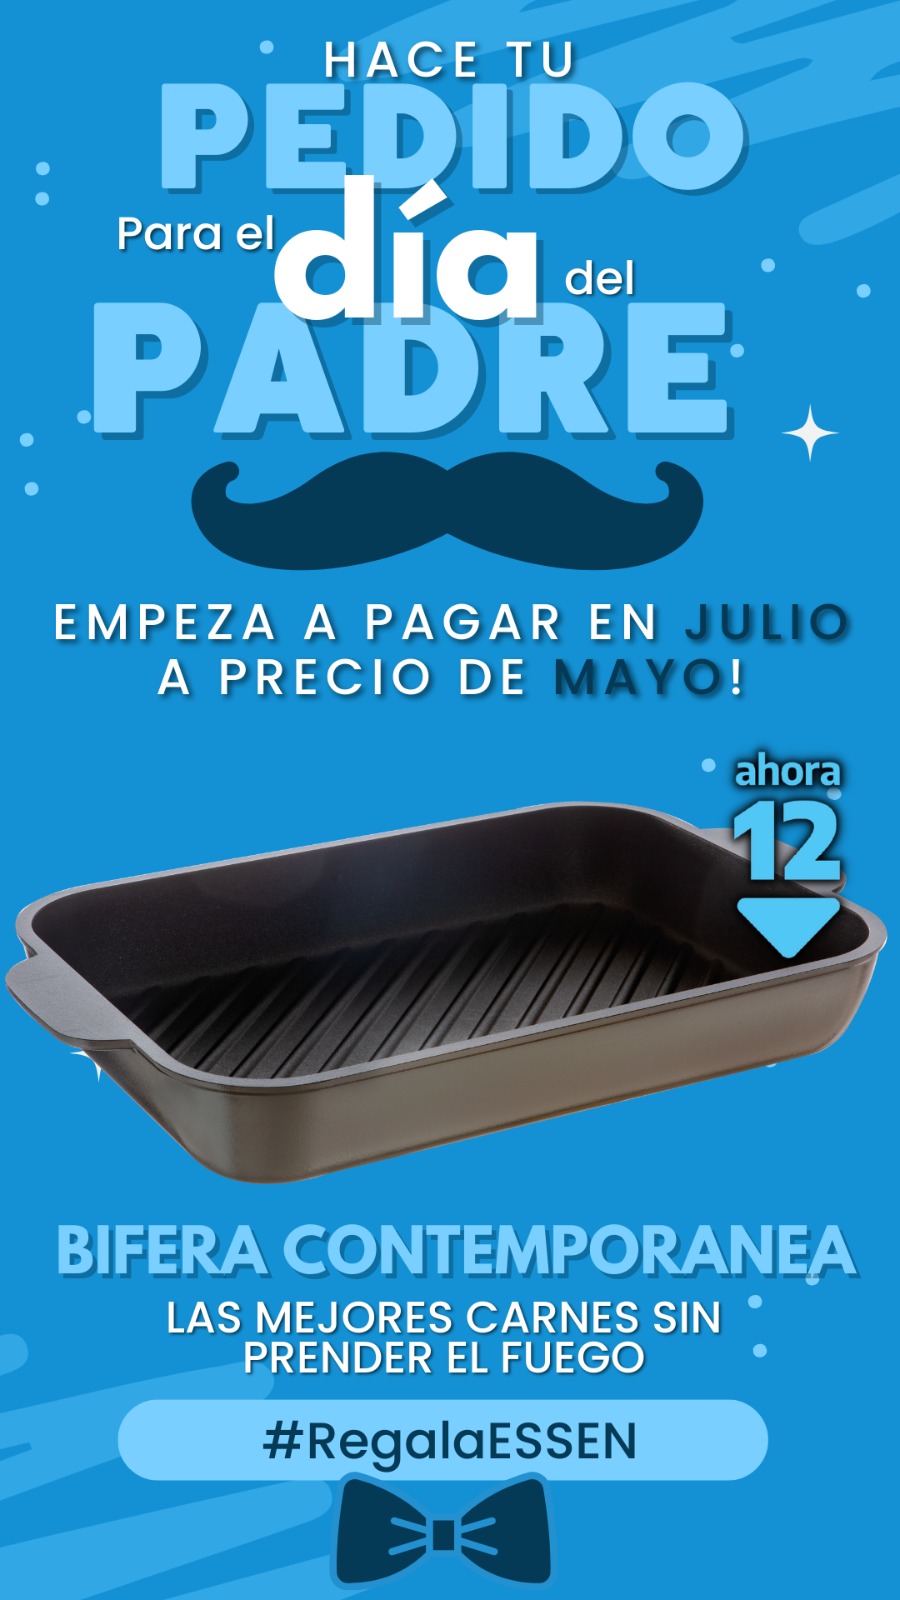 HACE TU
PEDIDO
Para el día del
PADRE
EMPEZA A PAGAR EN JULIO
A PRECIO DE MAYO!
ahora
12
BIFERA CONTEMPORANEA
LAS MEJORES CARNES SIN
PRENDER EL FUEGO
#RegalaESSEN